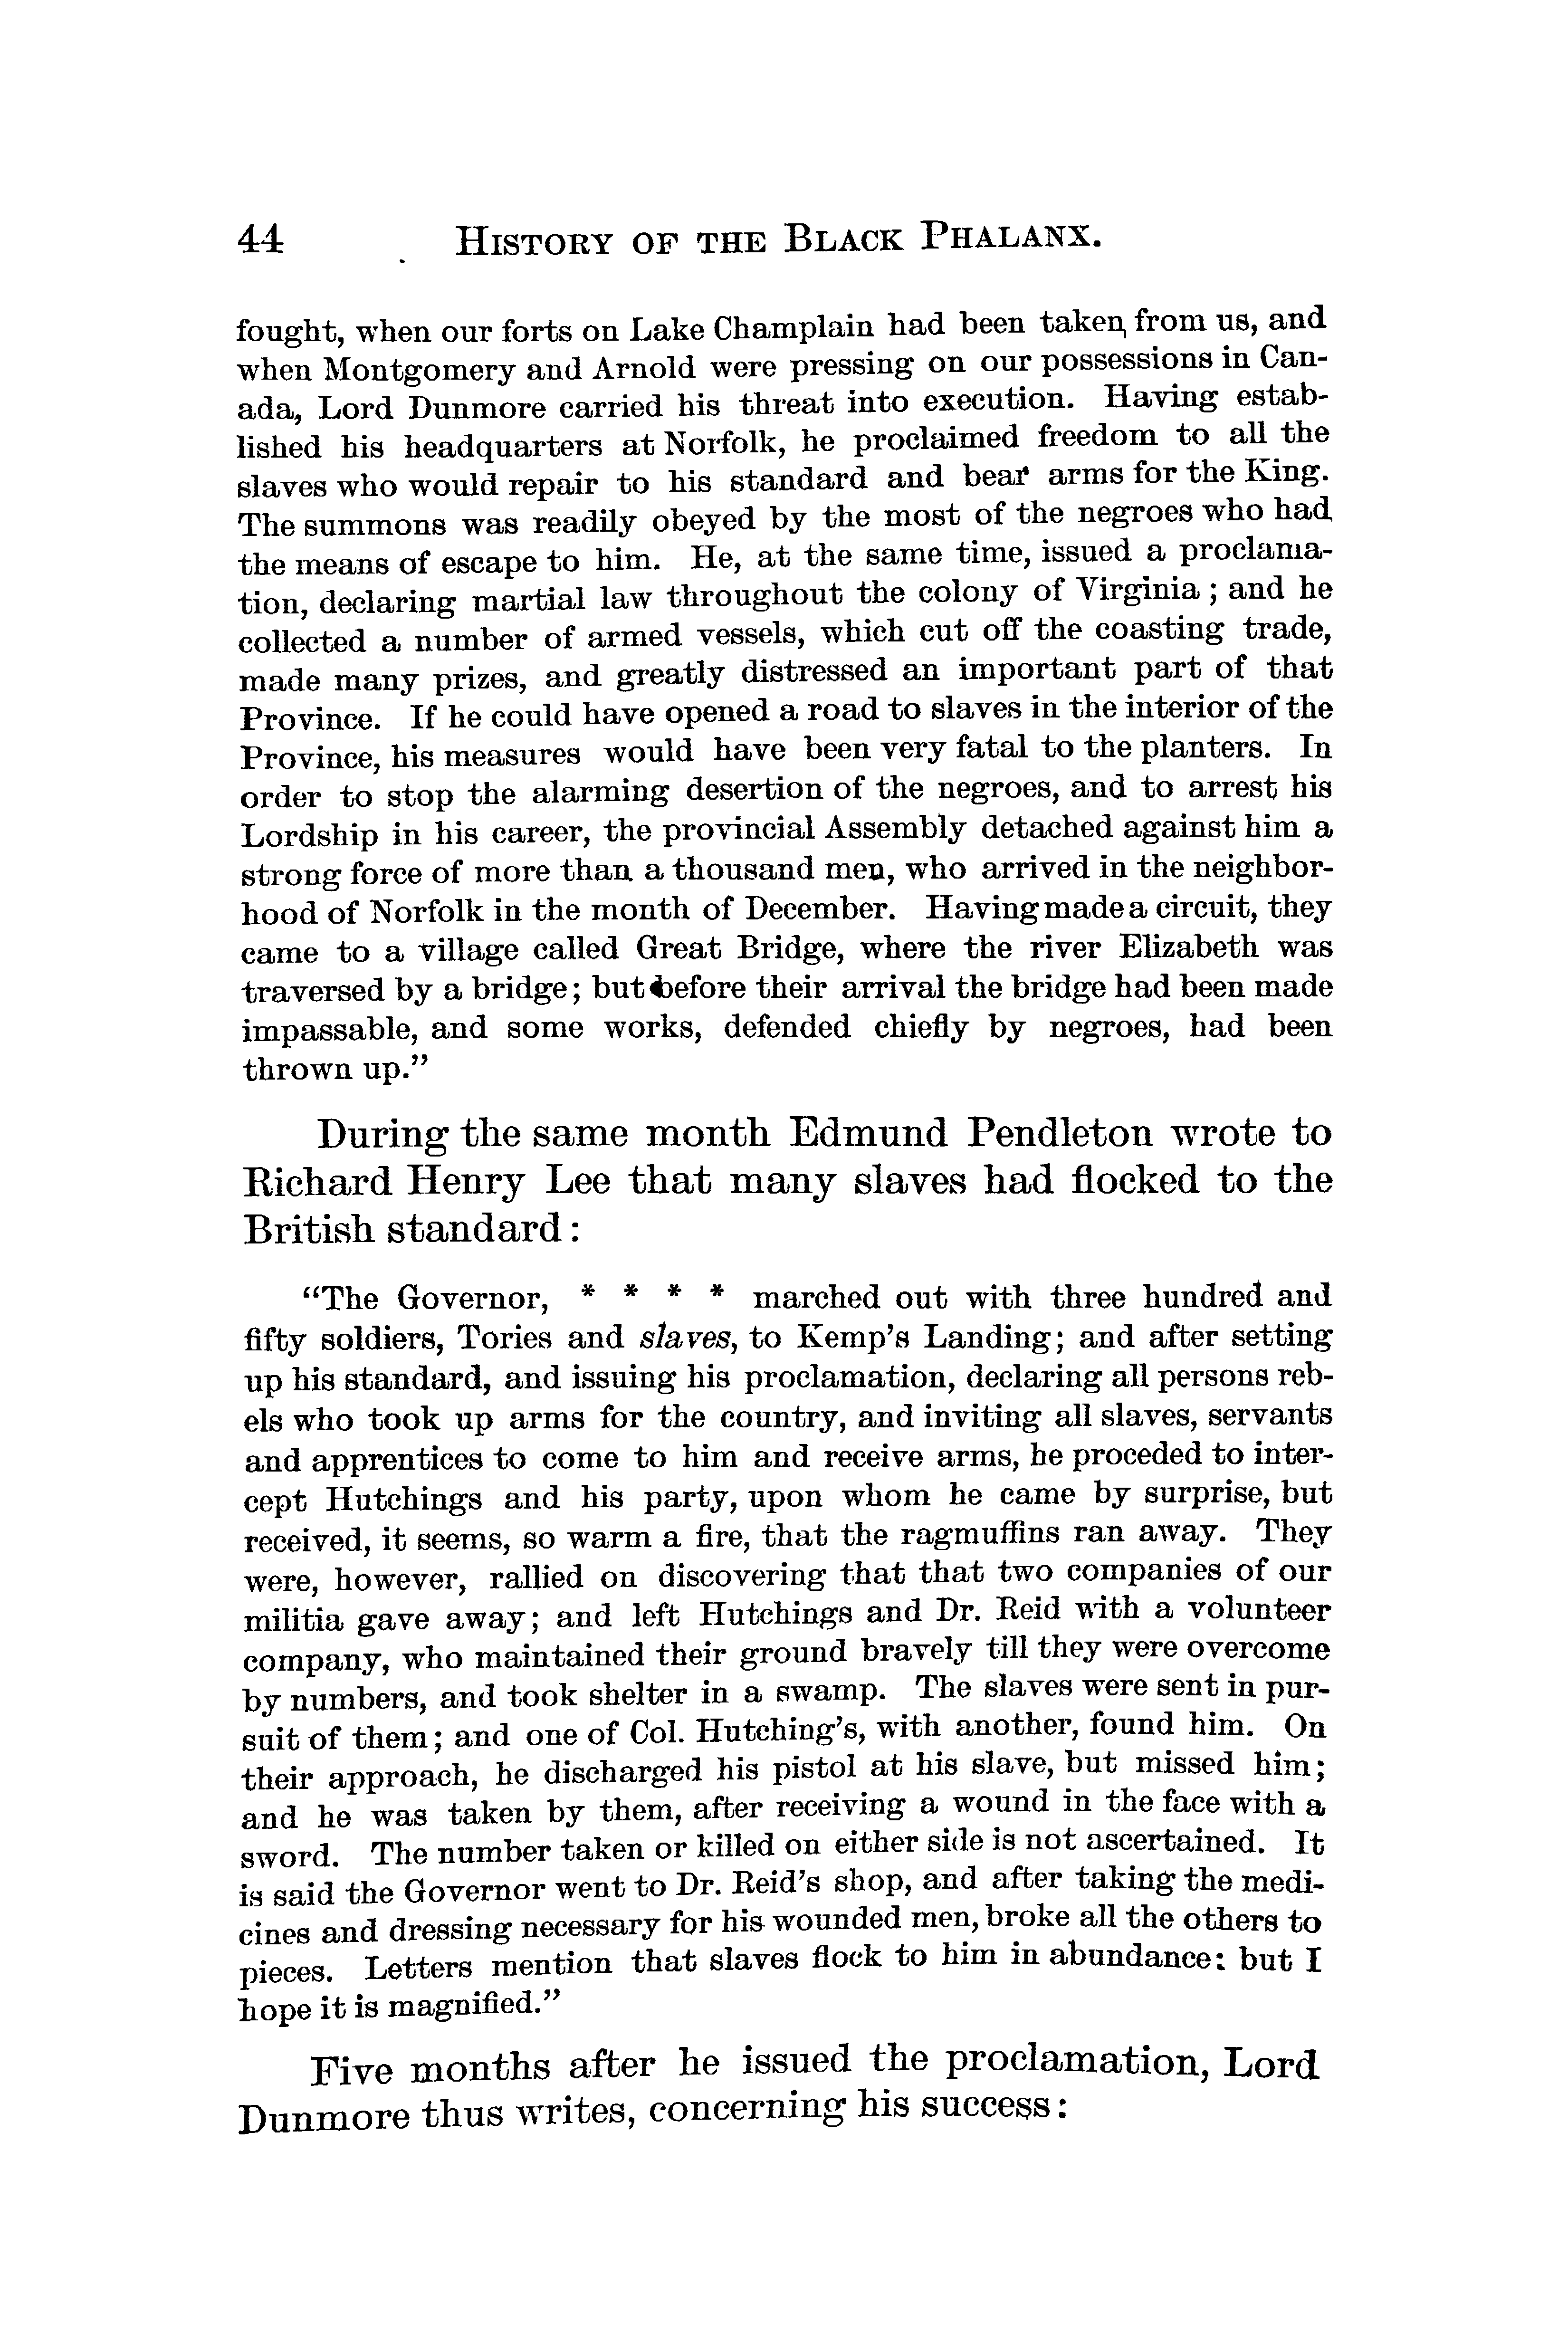 44 HISTORY OF THE BLACK PHALANX.
fought, when our forts on Lake Champlain had been taken from us, and
when Montgomery and Arnold were pressing on our possessions in Can-
ada, Lord Dunmore carried his threat into execution. Having estab-
lished his headquarters at Norfolk, he proclaimed freedom to all the
slaves who would repair to his standard and bear arms for the King.
The summons was readily obeyed by the most of the negroes who had
the means of escape to him. He, at the same time, issued a proclama-
tion, declaring martial law throughout the colony of Virginia; and he
collected a number of armed vessels, which cut off the coasting trade,
made many prizes, and greatly distressed an important part of that
Province. If he could have opened a road to slaves in the interior of the
Province, his measures would have been very fatal to the planters. In
order to stop the alarming desertion of the negroes, and to arrest his
Lordship in his career, the provincial Assembly detached against him a
strong force of more than a thousand men, who arrived in the neighbor-
hood of Norfolk in the month of December. Having made a circuit, they
came to a village called Great Bridge, where the river Elizabeth was
traversed by a bridge; but before their arrival the bridge had been made
impassable, and some works, defended chiefly by negroes, had been
thrown up.”
During the same month Edmund Pendleton wrote to
Richard Henry Lee that many slaves had flocked to the
British standard:
“The Governor, * * * * marched out with three hundred and
fifty soldiers, Tories and slaves, to Kemp’s Landing; and after setting
up his standard, and issuing his proclamation, declaring all persons reb-
els who took up arms for the country, and inviting all slaves, servants
and apprentices to come to him and receive arms, he proceded to inter-
cept Hutchings and his party, upon whom he came by surprise, but
received, it seems, so warm a fire, that the ragmuffins ran away. They
were, however, rallied on discovering that that two companies of our
militia gave away; and left Hutchings and Dr. Reid with a volunteer
company, who maintained their ground bravely till they were overcome
by numbers, and took shelter in a swamp. The slaves were sent in pur-
suit of them; and one of Col. Hutching’s, with another, found him. On
their approach, he discharged his pistol at his slave, but missed him;
and he was taken by them, after receiving a wound in the face with a
sword. The number taken or killed on either side is not ascertained. It
is said the Governor went to Dr. Reid’s shop, and after taking the medi-
cines and dressing necessary for his wounded men, broke all the others to
pieces. Letters mention that slaves flock to him in abundance: but I
hope it is magnified.”
Five months after he issued the proclamation, Lord
Dunmore thus writes, concerning his success: